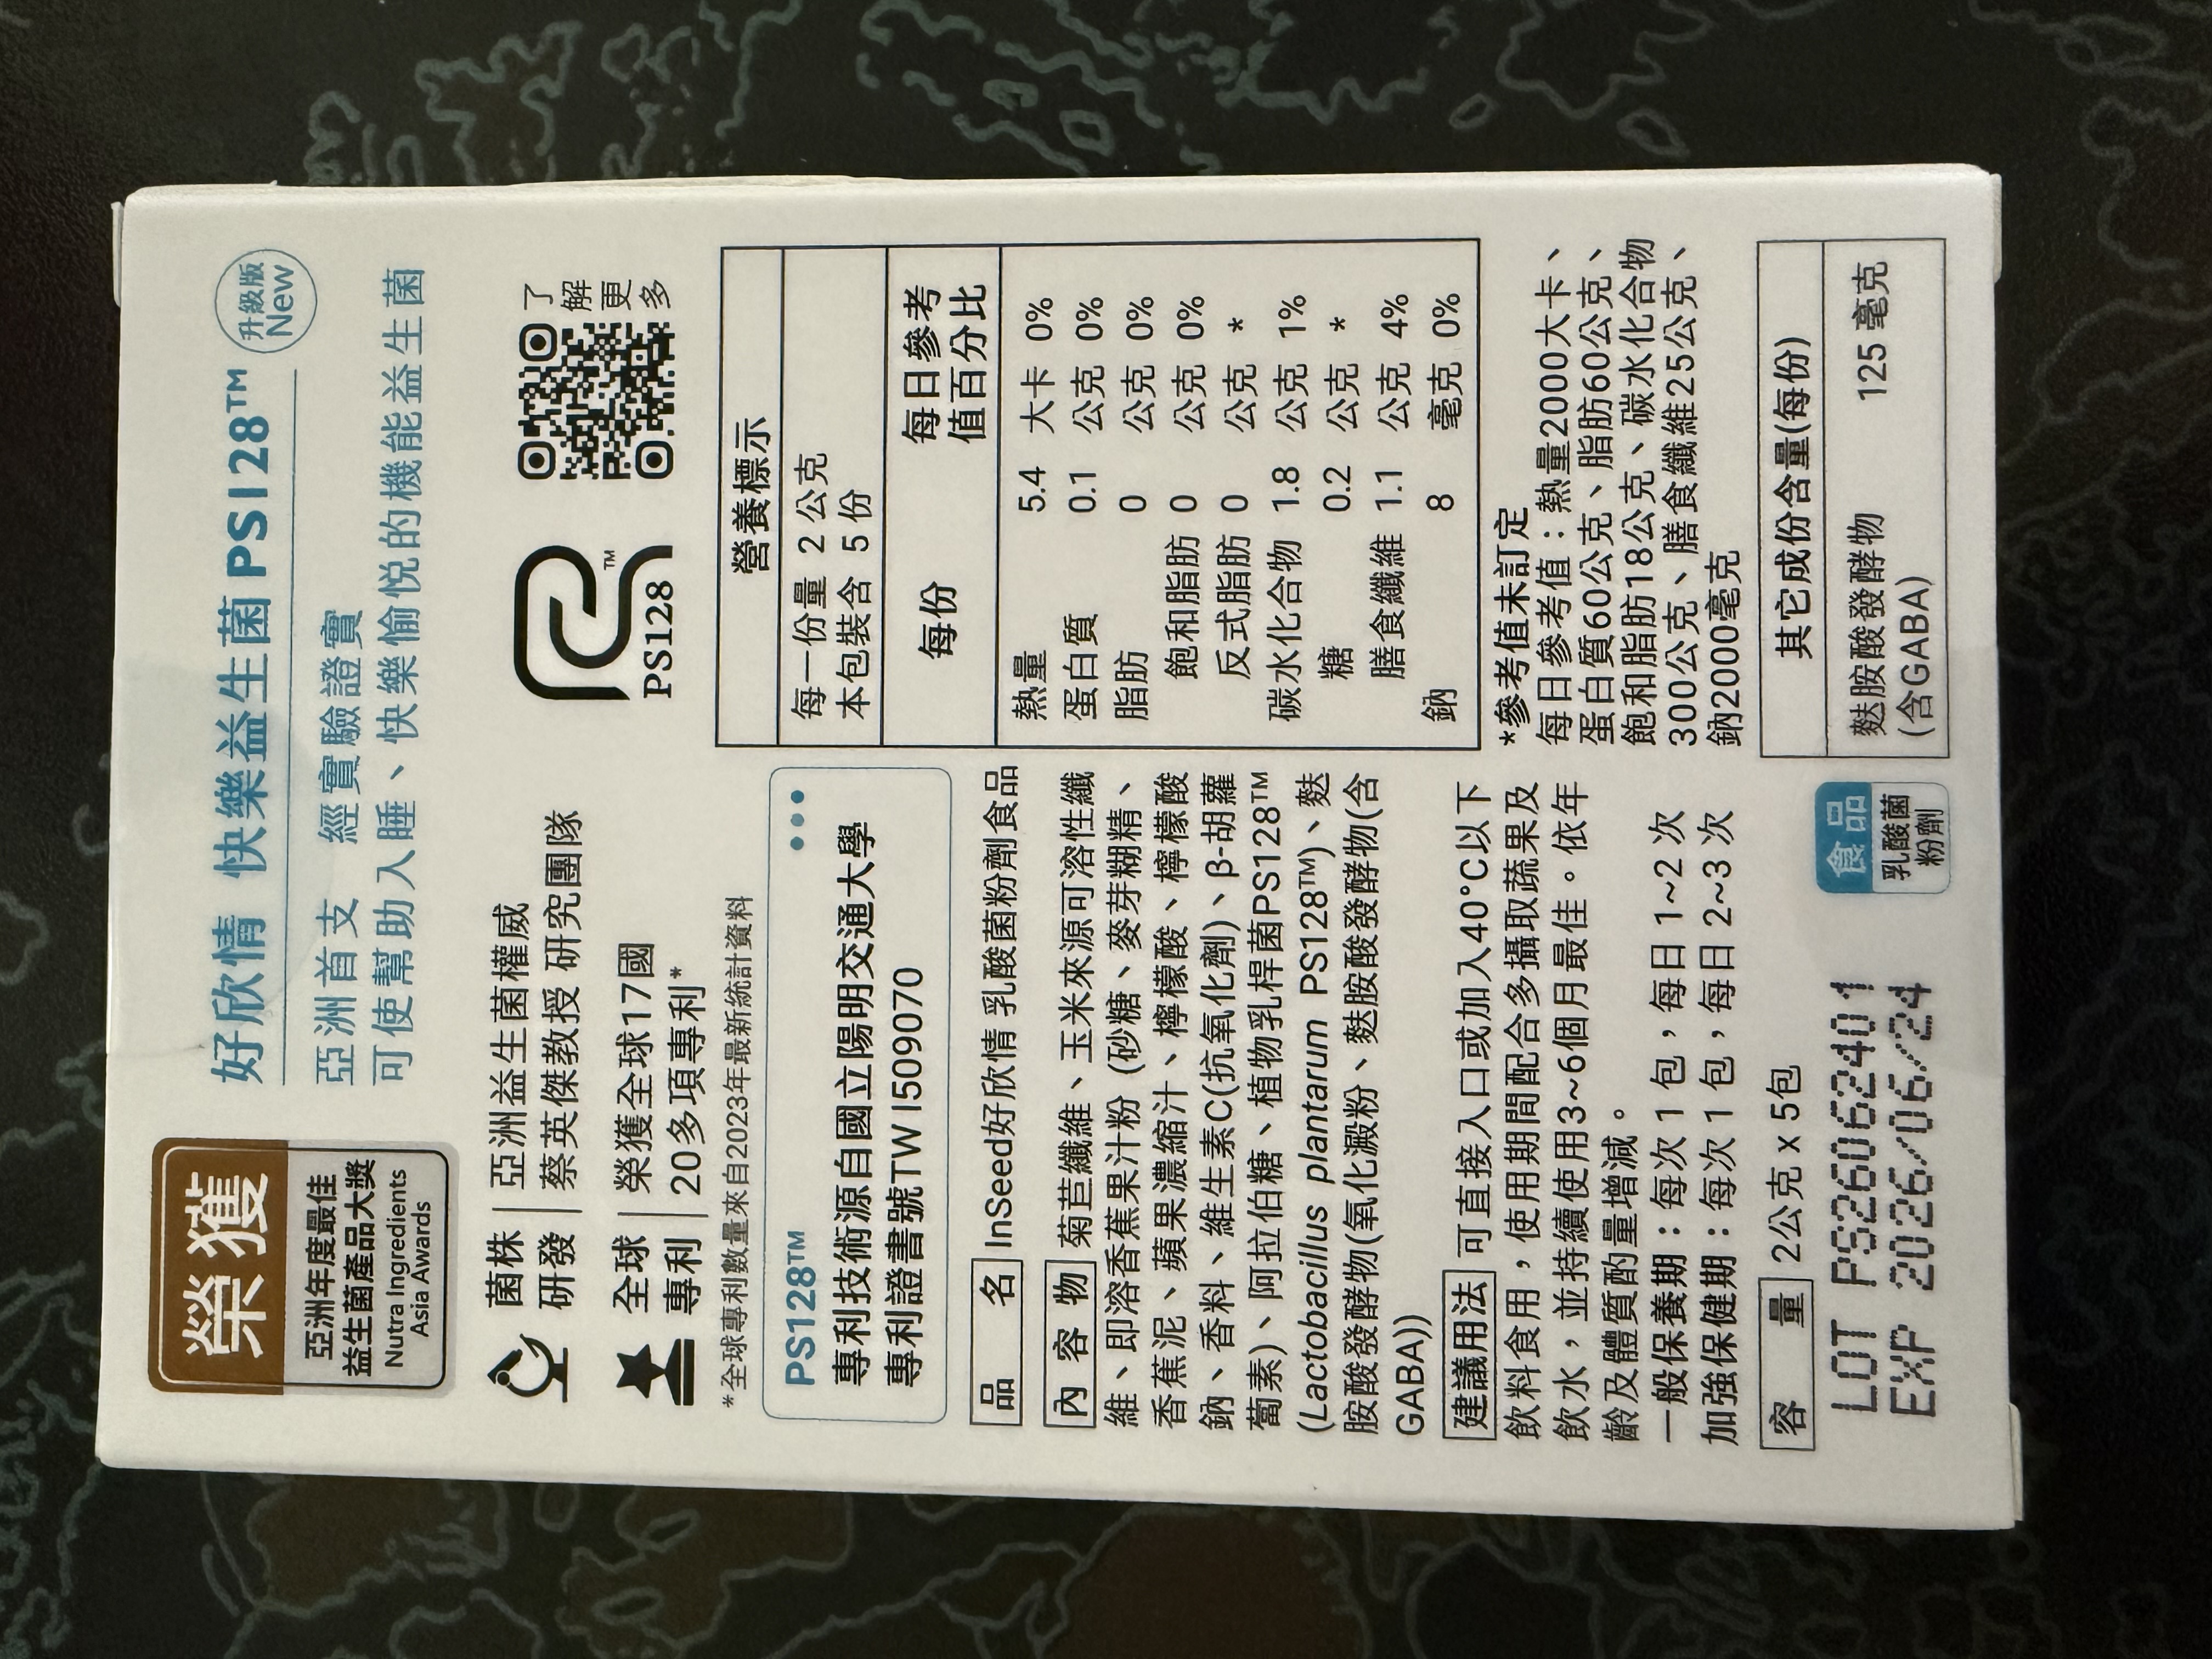 榮獲
亞洲年度最佳
益生菌產品大獎
Nutra Ingredients
Asia Awards
好欣情 快樂益生菌PS128™
升級版
New
亞洲首支 經實驗證實
可使幫助入睡、快樂愉悅的機能益生菌
菌株
研發
亞洲益生菌權威
蔡英傑教授 研究團隊
全球
專利
榮獲全球17國
20多項專利*
*全球專利數量來自2023年最新統計資料
PS128™
了
解
更
多
PS128™
專利技術源自國立陽明交通大學
專利證書號TW I509070
品名 InSeed好欣情 乳酸菌粉劑食品
內容物 菊苣纖維、玉米來源可溶性纖
維、即溶香蕉果汁粉 (砂糖、麥芽糊精、
香蕉泥、蘋果濃縮汁、檸檬酸、檸檬酸
鈉、香料、維生素C(抗氧化劑)、β-胡蘿
蔔素)、阿拉伯糖、植物乳桿菌PS128™
(Lactobacillus plantarum PS128™)、麩
胺酸發酵物(氧化澱粉、麩胺酸發酵物(含
GABA))
建議用法 可直接入口或加入40°C以下
飲料食用，使用期間配合多攝取蔬果及
飲水，並持續使用3~6個月最佳。依年
齡及體質酌量增減。
一般保養期：每次 1 包，每日 1~2 次
加強保健期：每次 1 包，每日 2~3 次
容量 2公克 x 5包
LOT PS26062401
EXP 2026/06/24
食品
乳酸菌
粉劑
營養標示
每一份量 2 公克
本包裝含 5 份
每份 每日參考
值百分比
熱量 5.4 大卡 0%
蛋白質 0.1 公克 0%
脂肪 0 公克 0%
飽和脂肪 0 公克 0%
反式脂肪 0 公克 *
碳水化合物 1.8 公克 1%
糖 0.2 公克 *
膳食纖維 1.1 公克 4%
鈉 8 毫克 0%
*參考值未訂定
每日參考值：熱量2000大卡、
蛋白質60公克、脂肪60公克、
飽和脂肪18公克、碳水化合物
300公克、膳食纖維25公克、
鈉2000毫克
其它成份含量(每份)
麩胺酸發酵物 125 毫克
(含GABA)